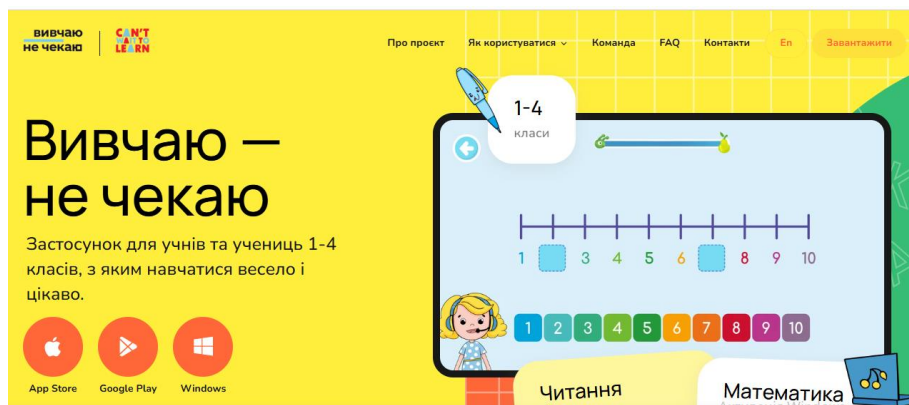 вивчаю
не чекаю
CAN'T
WAIT TO
LEARN
Про проєкт Як користуватися Команда FAQ Контакти En Завантажити
Вивчаю —
не чекаю
Застосунок для учнів та учениць 1-4
класів, з яким навчатися весело і
цікаво.
App Store Google Play Windows
1-4
класи
1 3 4 5 6 8 9 10
1 2 3 4 5 6 7 8 9 10
Читання
Математика